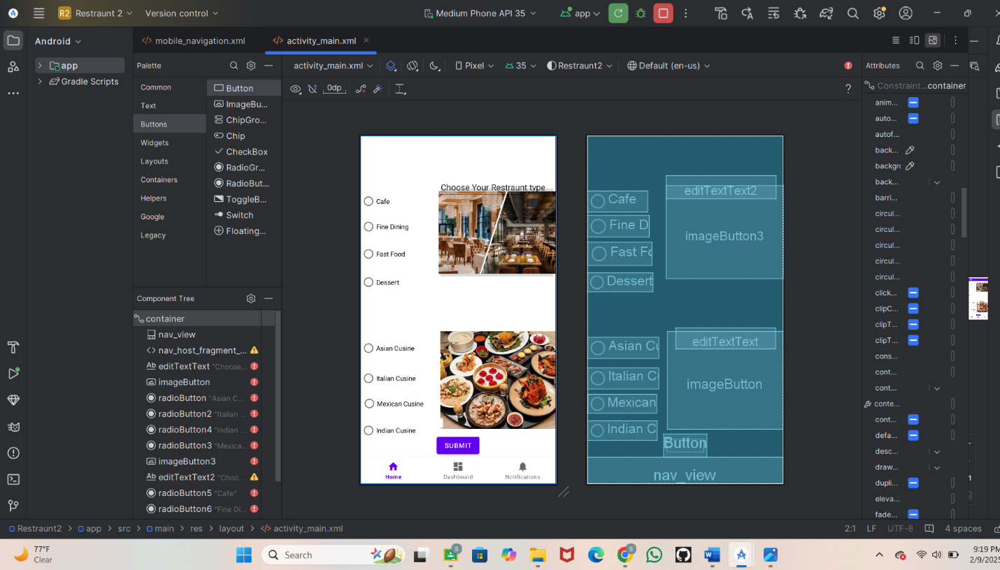 R2 Restraunt 2 Version control Medium Phone API 35 app
Android
mobile_navigation.xml activity_main.xml
app
Gradle Scripts
Palette
Common
Text
Buttons
Widgets
Layouts
Containers
Helpers
Google
Legacy
Button
ImageBu...
ChipGro...
Chip
CheckBox
RadioGr...
RadioBut...
ToggleB...
Switch
Floating...
activity_main.xml Pixel 35 Restraunt2 Default (en-us)
0dp ?
Choose Your Restraunt type
Cafe
Fine Dining
Fast Food
Dessert
Asian Cusine
Italian Cusine
Mexican Cusine
Indian Cusine
SUBMIT
Home Dashboard Notifications
editTextText2
Cafe
Fine D
imageButton3
Fast Fo
Dessert
editTextText
Asian Cu
Italian C
imageButton
Mexican
Indian C
Button
nav_view
Component Tree
container
nav_view
nav_host_fragment_...
Ab editTextText "Choose...
imageButton
radioButton "Asian C...
radioButton2 "Italian ...
radioButton4 "Indian ...
radioButton3 "Mexica...
imageButton3
Ab editTextText2 "Choo...
radioButton5 "Cafe"
radioButton6 "Fine Di...
Attributes
Constraint...container
anim...
auto...
autof...
back...
backgr
back...
barri...
circul...
circul...
circul...
circul...
circul...
click...
clipC...
clipT...
clipT...
cons...
cont...
cont...
conte...
cont...
defa...
desc...
draw...
dupli...
eleva...
fade...
Restraunt2 > app > src > main > res > layout > activity_main.xml 2:1 LF UTF-8 4 spaces
77°F
Clear
Search
9:19 PM
2/9/2025